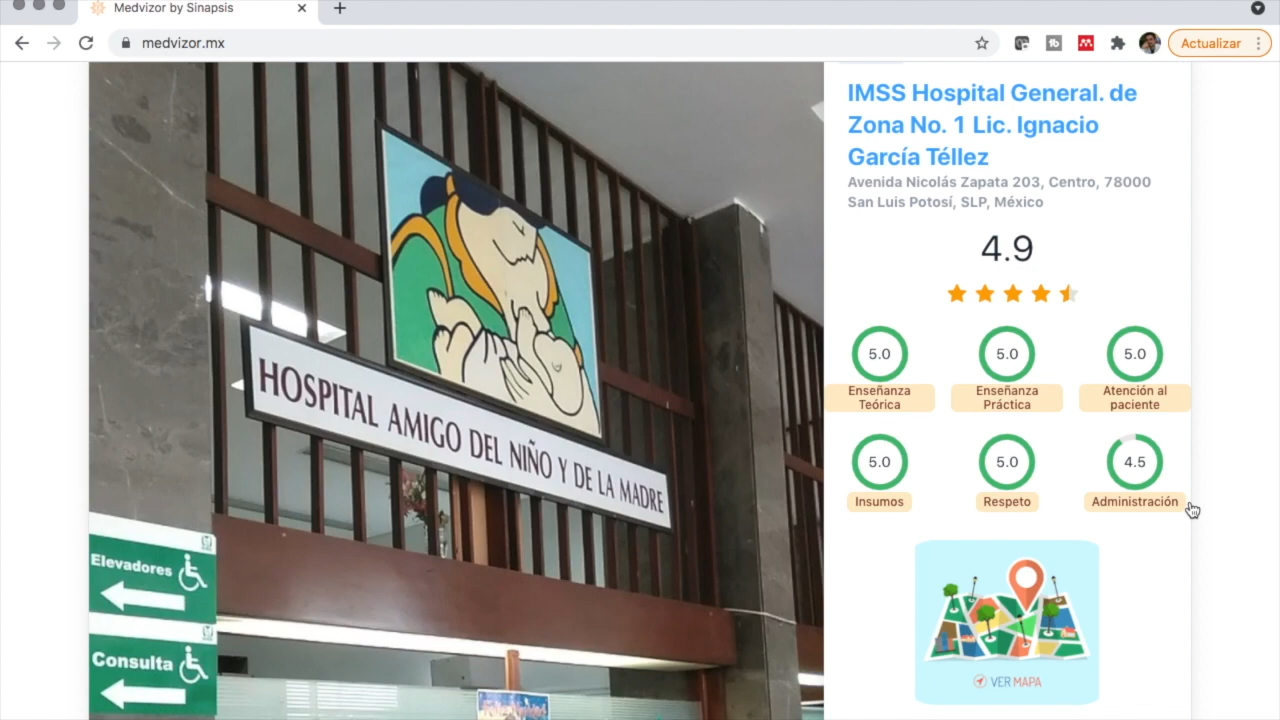 Medvizor by Sinapsis
medvizor.mx
Actualizar
IMSS Hospital General. de
Zona No. 1 Lic. Ignacio
García Téllez
Avenida Nicolás Zapata 203, Centro, 78000
San Luis Potosí, SLP, México
4.9
5.0
5.0
5.0
Enseñanza
Teórica
Enseñanza
Práctica
Atención al
paciente
5.0
5.0
4.5
Insumos
Respeto
Administración
VER MAPA
HOSPITAL AMIGO DEL NIÑO Y DE LA MADRE
Elevadores
Consulta